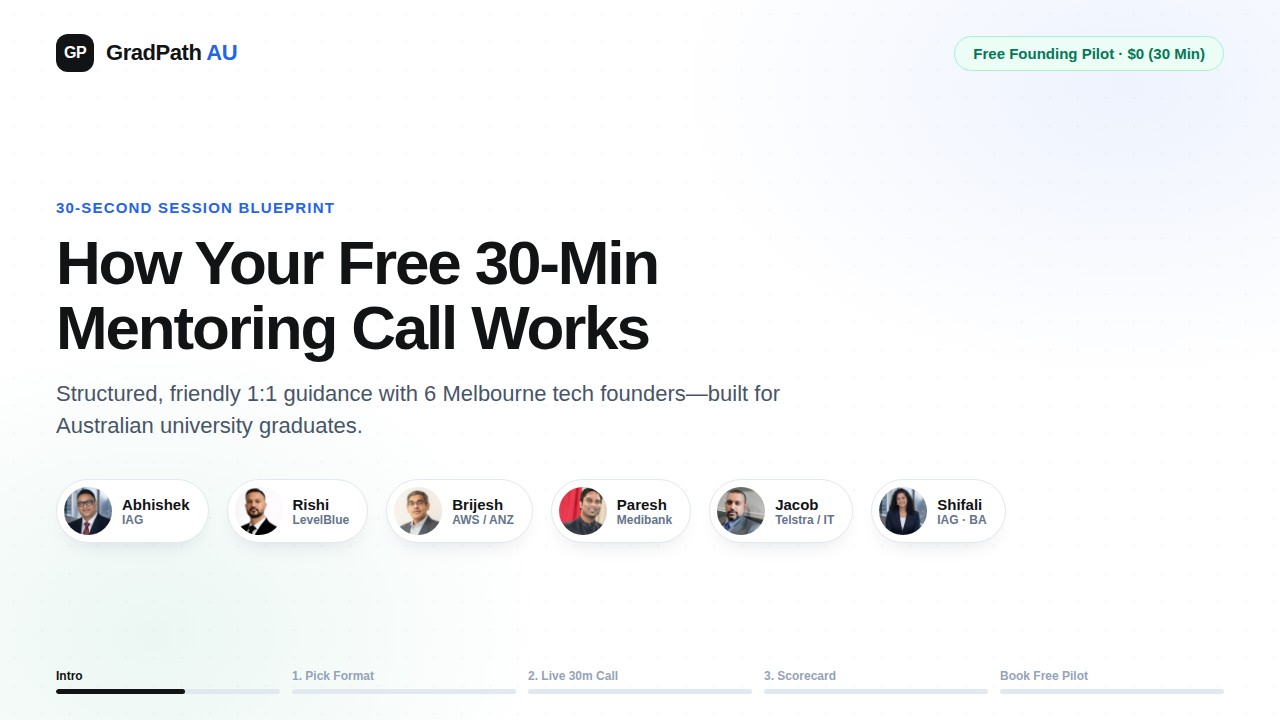 GP
GradPath AU
Free Founding Pilot · $0 (30 Min)
30-SECOND SESSION BLUEPRINT
How Your Free 30-Min
Mentoring Call Works
Structured, friendly 1:1 guidance with 6 Melbourne tech founders—built for
Australian university graduates.
Abhishek
IAG
Rishi
LevelBlue
Brijesh
AWS / ANZ
Paresh
Medibank
Jacob
Telstra / IT
Shifali
IAG · BA
Intro
1. Pick Format
2. Live 30m Call
3. Scorecard
Book Free Pilot